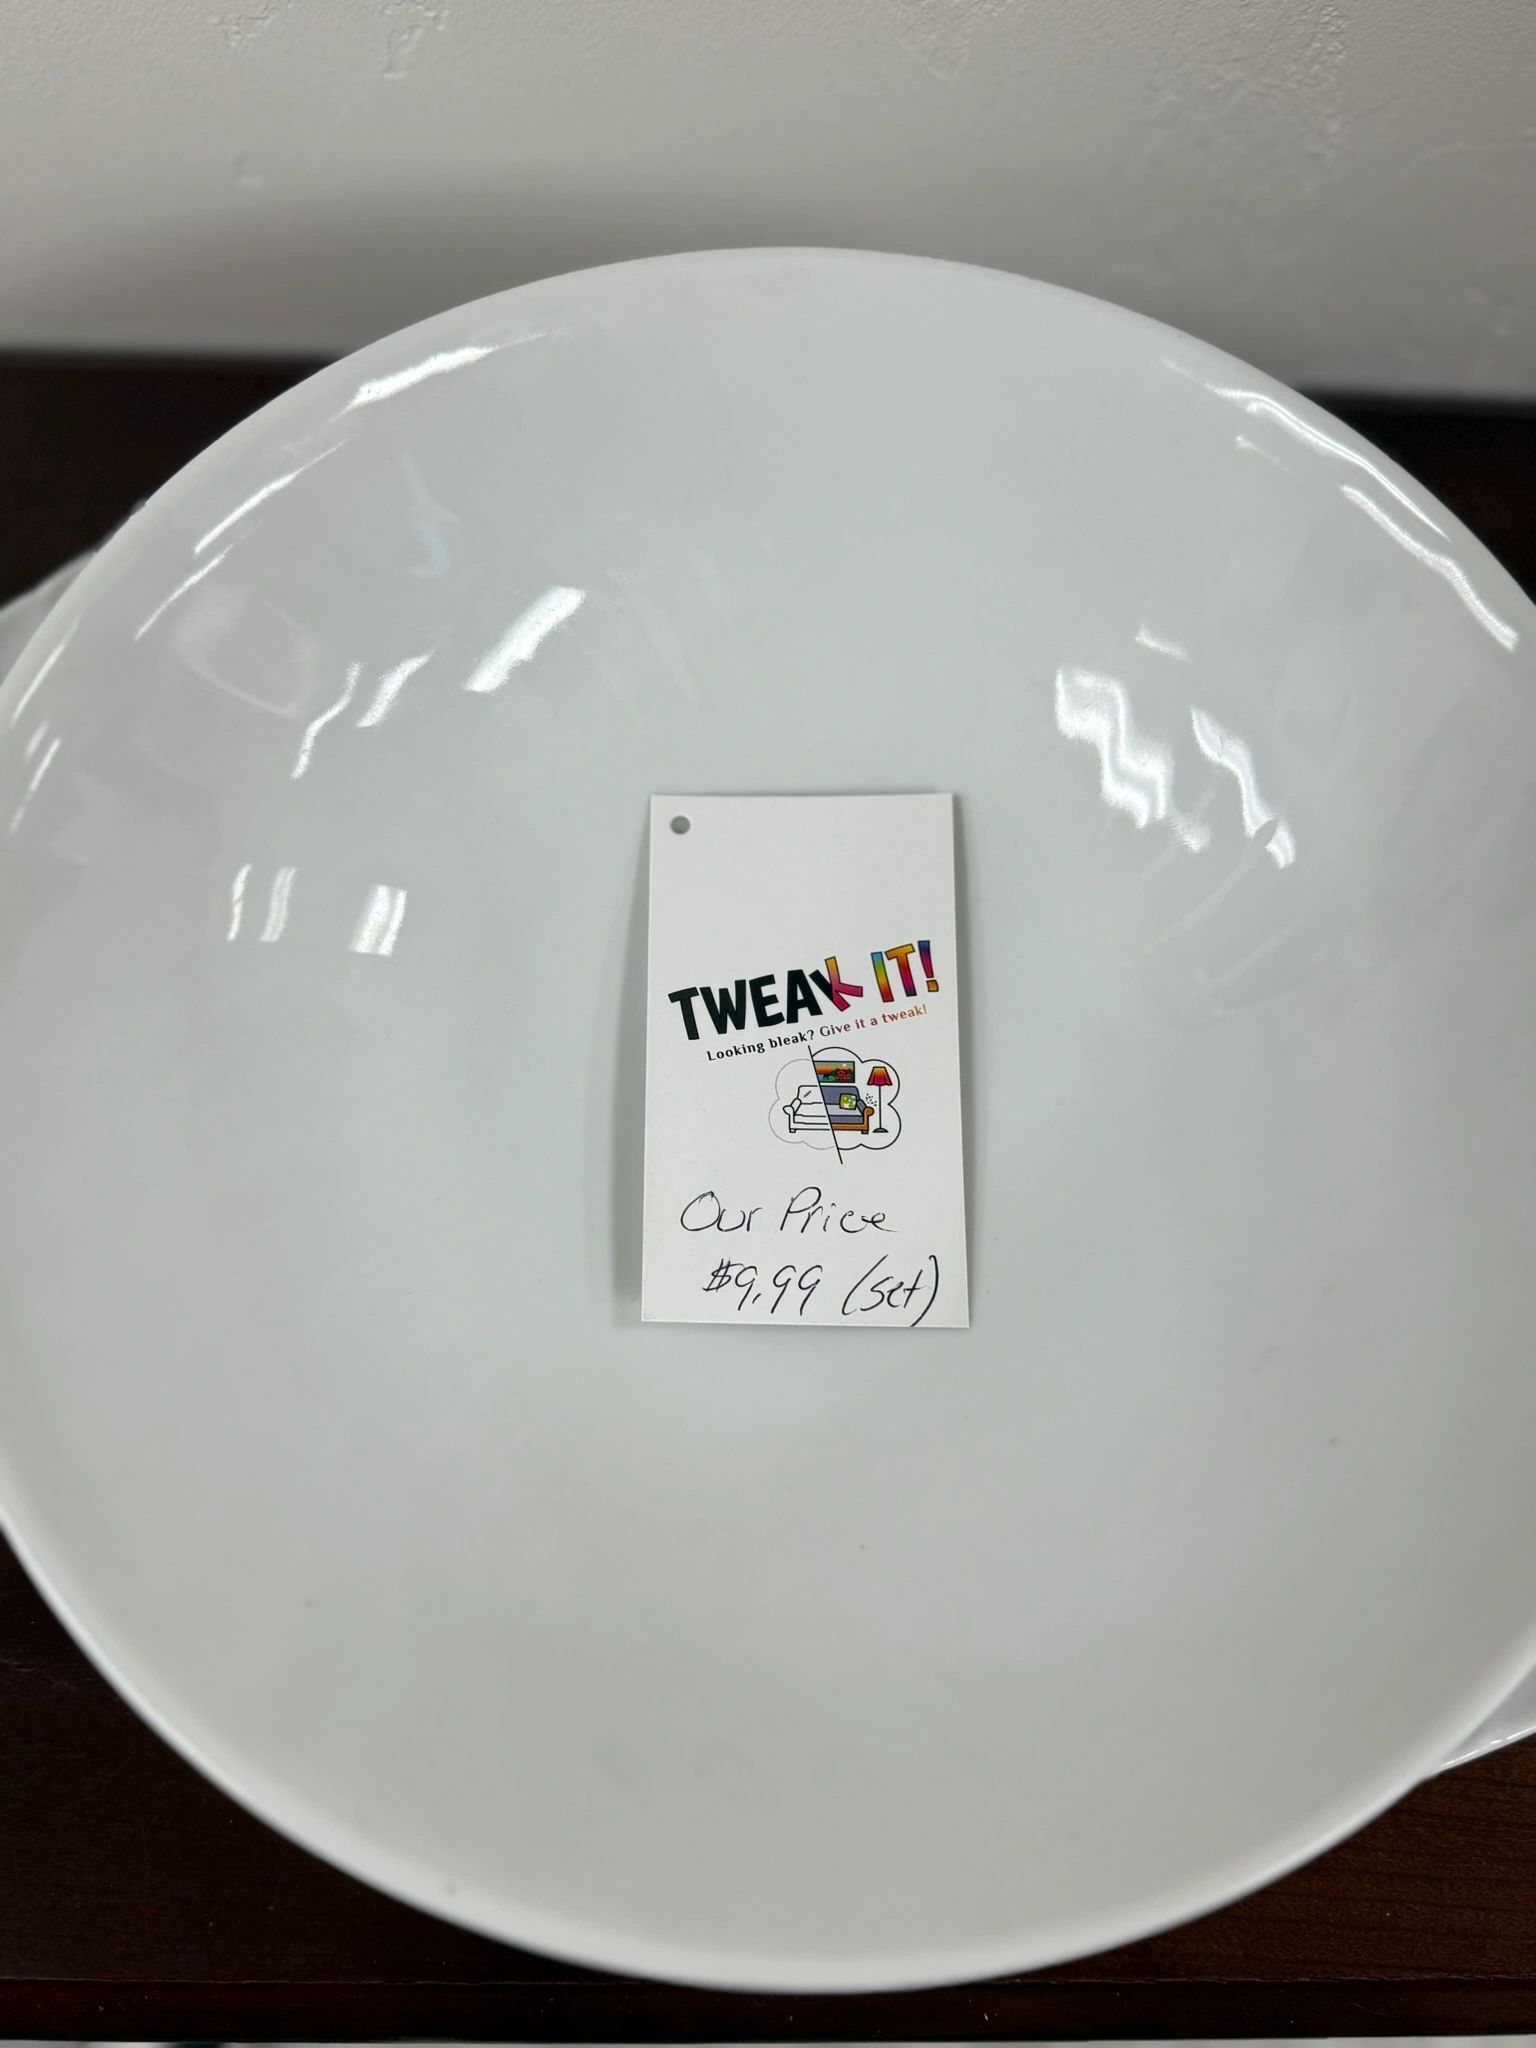 TWEAK IT!
Looking bleak? Give it a tweak!
Our Price
$9.99 (set)